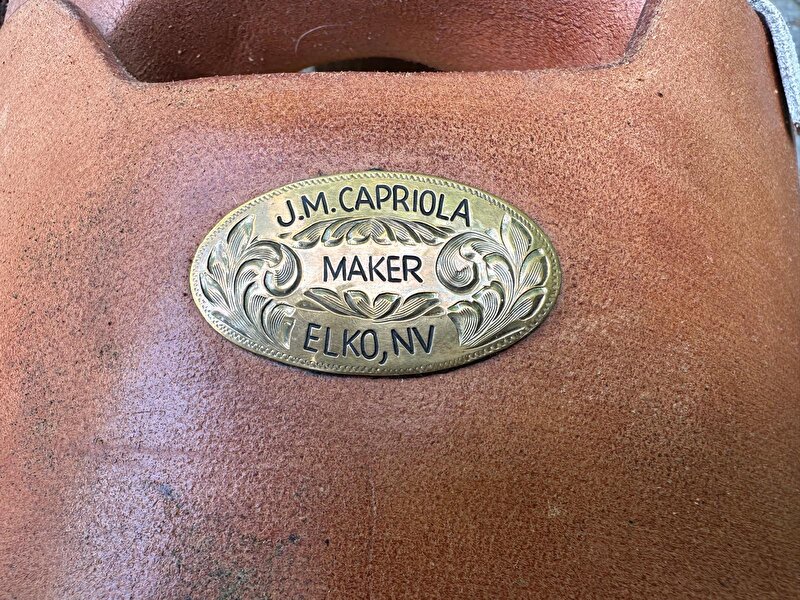 J.M. CAPRIOLA
MAKER
ELKO, NV